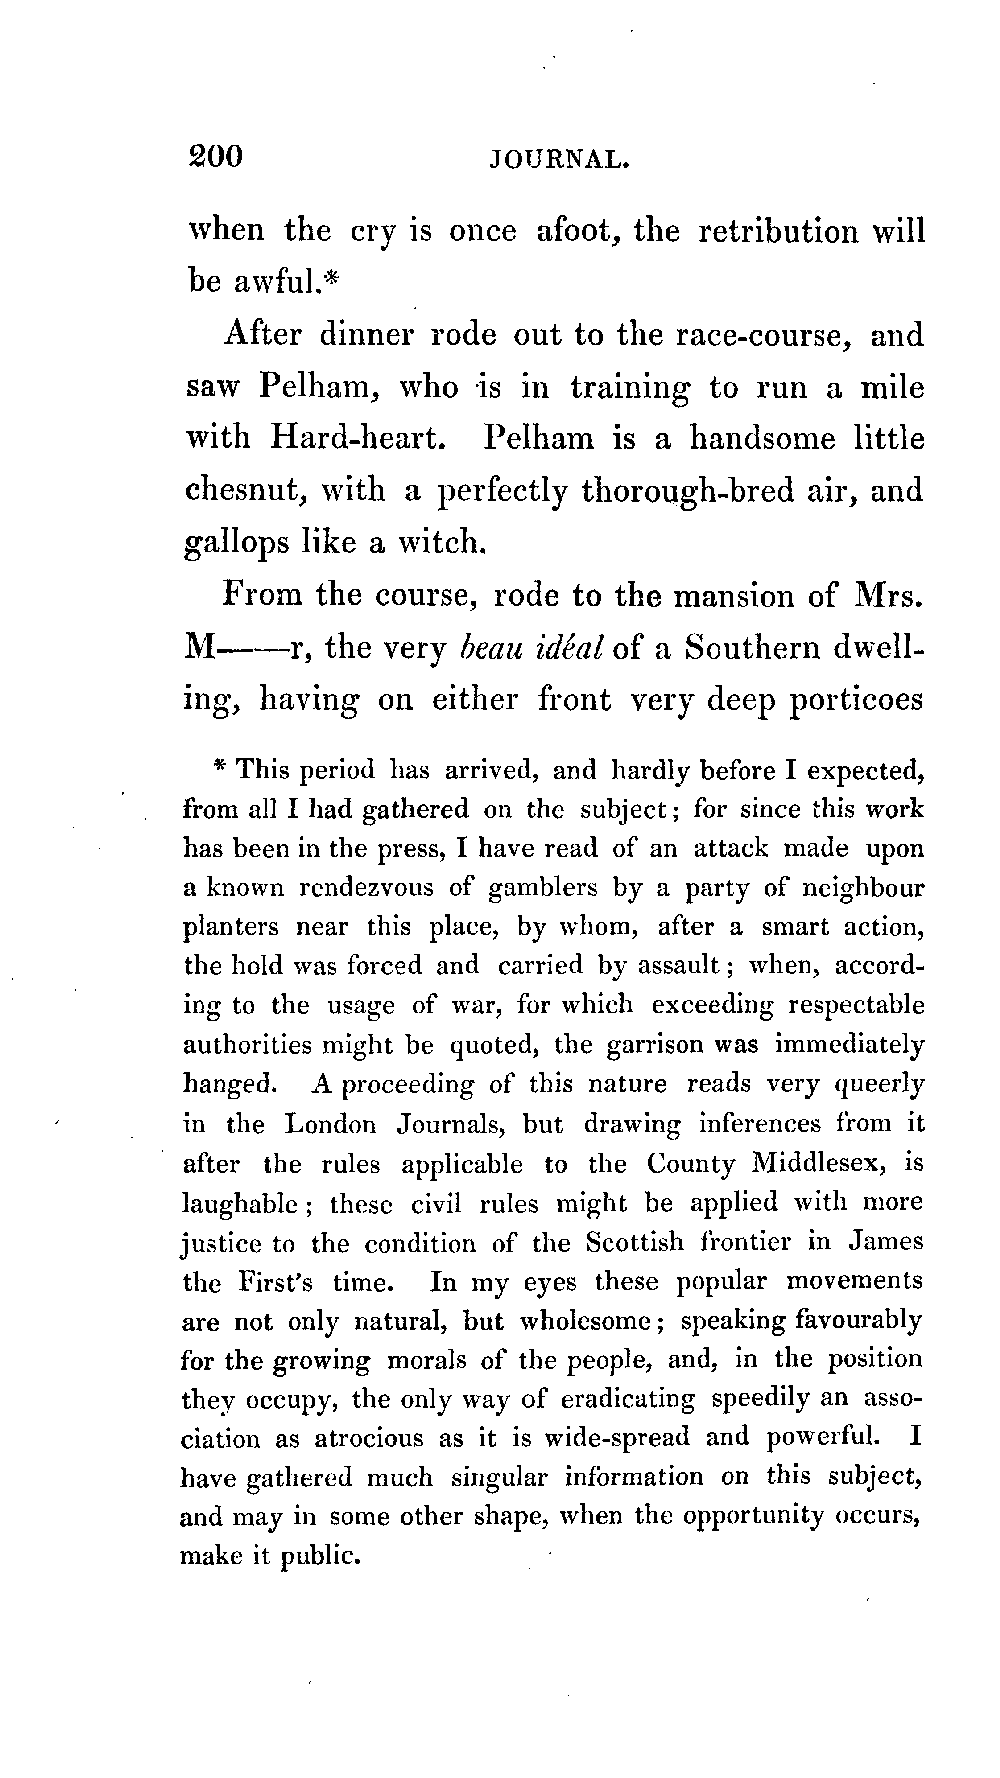 200 JOURNAL.
when the cry is once afoot, the retribution will
be awful.*
After dinner rode out to the race-course, and
saw Pelham, who is in training to run a mile
with Hard-heart. Pelham is a handsome little
chesnut, with a perfectly thorough-bred air, and
gallops like a witch.
From the course, rode to the mansion of Mrs.
M——r, the very beau idéal of a Southern dwell-
ing, having on either front very deep porticoes
* This period has arrived, and hardly before I expected,
from all I had gathered on the subject; for since this work
has been in the press, I have read of an attack made upon
a known rendezvous of gamblers by a party of neighbour
planters near this place, by whom, after a smart action,
the hold was forced and carried by assault; when, accord-
ing to the usage of war, for which exceeding respectable
authorities might be quoted, the garrison was immediately
hanged. A proceeding of this nature reads very queerly
in the London Journals, but drawing inferences from it
after the rules applicable to the County Middlesex, is
laughable; these civil rules might be applied with more
justice to the condition of the Scottish frontier in James
the First's time. In my eyes these popular movements
are not only natural, but wholesome; speaking favourably
for the growing morals of the people, and, in the position
they occupy, the only way of eradicating speedily an asso-
ciation as atrocious as it is wide-spread and powerful. I
have gathered much singular information on this subject,
and may in some other shape, when the opportunity occurs,
make it public.